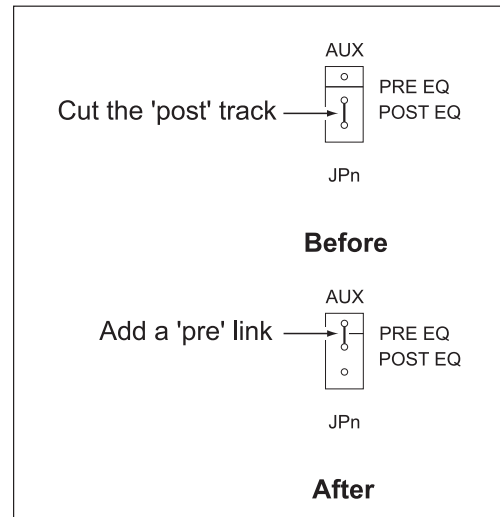 AUX
PRE EQ
Cut the 'post' track
POST EQ
JPn
Before
AUX
Add a 'pre' link
PRE EQ
POST EQ
JPn
After